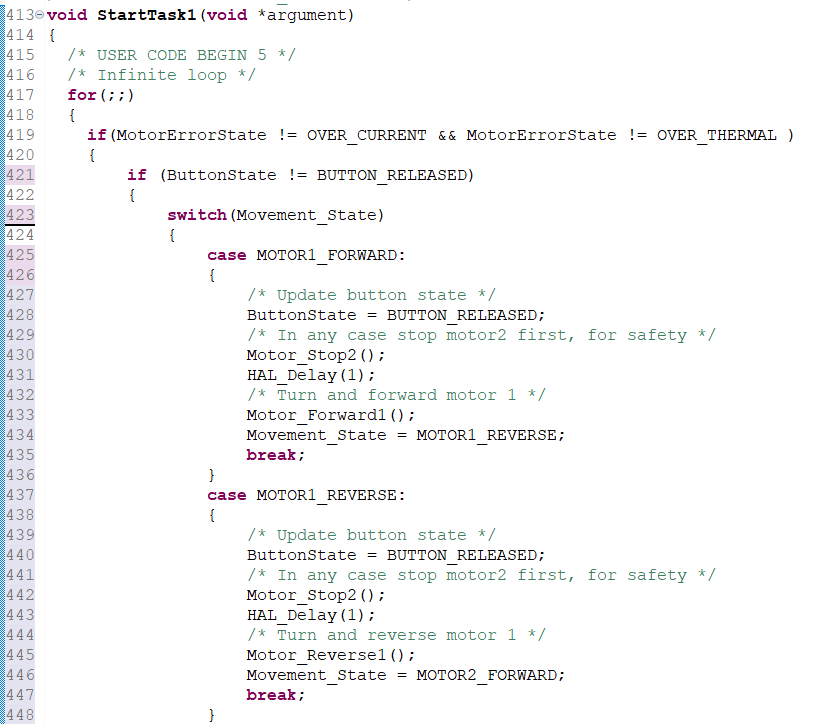 413 void StartTask1(void *argument)
414 {
415   /* USER CODE BEGIN 5 */
416   /* Infinite loop */
417   for(;;)
418   {
419     if(MotorErrorState != OVER_CURRENT && MotorErrorState != OVER_THERMAL )
420     {
421         if (ButtonState != BUTTON_RELEASED)
422         {
423             switch(Movement_State)
424             {
425                 case MOTOR1_FORWARD:
426                 {
427                     /* Update button state */
428                     ButtonState = BUTTON_RELEASED;
429                     /* In any case stop motor2 first, for safety */
430                     Motor_Stop2();
431                     HAL_Delay(1);
432                     /* Turn and forward motor 1 */
433                     Motor_Forward1();
434                     Movement_State = MOTOR1_REVERSE;
435                     break;
436                 }
437                 case MOTOR1_REVERSE:
438                 {
439                     /* Update button state */
440                     ButtonState = BUTTON_RELEASED;
441                     /* In any case stop motor2 first, for safety */
442                     Motor_Stop2();
443                     HAL_Delay(1);
444                     /* Turn and reverse motor 1 */
445                     Motor_Reverse1();
446                     Movement_State = MOTOR2_FORWARD;
447                     break;
448                 }